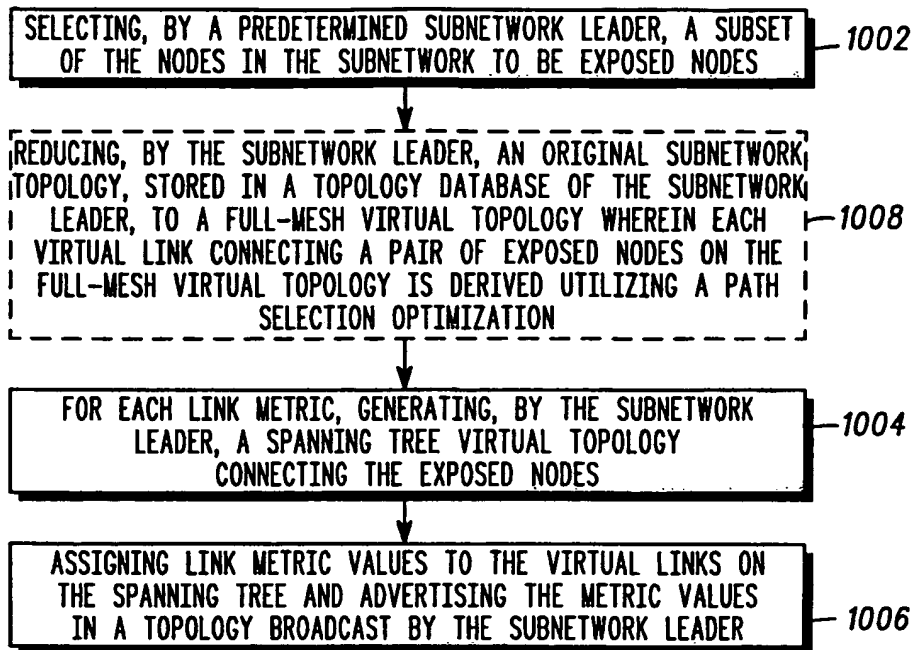 SELECTING, BY A PREDETERMINED SUBNETWORK LEADER, A SUBSET
OF THE NODES IN THE SUBNETWORK TO BE EXPOSED NODES
1002
REDUCING, BY THE SUBNETWORK LEADER, AN ORIGINAL SUBNETWORK
TOPOLOGY, STORED IN A TOPOLOGY DATABASE OF THE SUBNETWORK
LEADER, TO A FULL-MESH VIRTUAL TOPOLOGY WHEREIN EACH
VIRTUAL LINK CONNECTING A PAIR OF EXPOSED NODES ON THE
FULL-MESH VIRTUAL TOPOLOGY IS DERIVED UTILIZING A PATH
SELECTION OPTIMIZATION
1008
FOR EACH LINK METRIC, GENERATING, BY THE SUBNETWORK
LEADER, A SPANNING TREE VIRTUAL TOPOLOGY
CONNECTING THE EXPOSED NODES
1004
ASSIGNING LINK METRIC VALUES TO THE VIRTUAL LINKS ON
THE SPANNING TREE AND ADVERTISING THE METRIC VALUES
IN A TOPOLOGY BROADCAST BY THE SUBNETWORK LEADER
1006